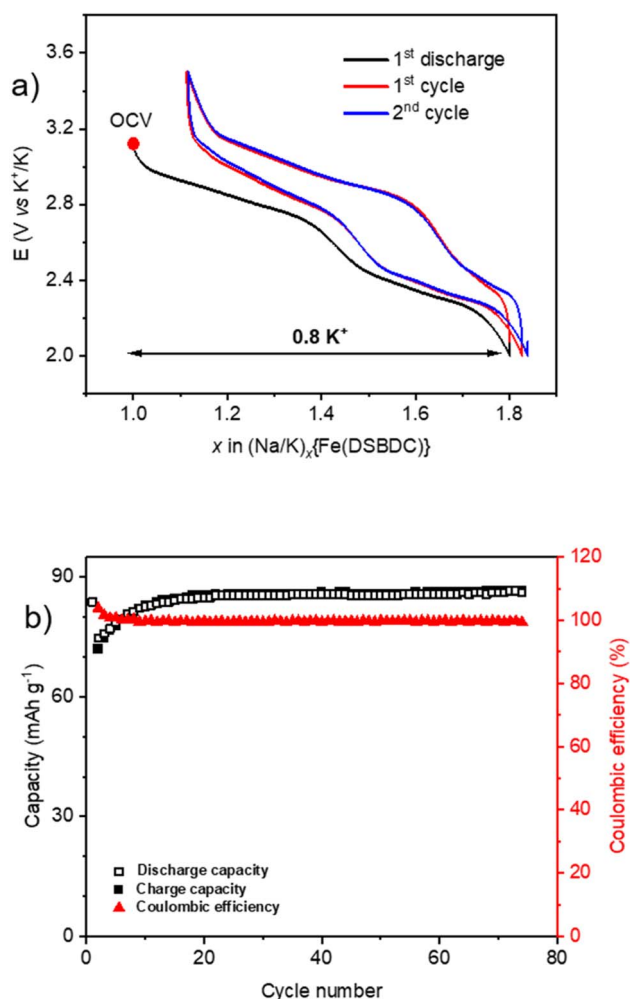 a)
3.6
3.2
2.8
2.4
2.0
E (V vs K⁺/K)
OCV
1ˢᵗ discharge
1ˢᵗ cycle
2ⁿᵈ cycle
0.8 K⁺
1.0 1.2 1.4 1.6 1.8
x in (Na/K)ₓ{Fe(DSBDC)}
b)
90
60
30
0
Capacity (mAh g⁻¹)
120
100
80
60
40
20
0
Coulombic efficiency (%)
Discharge capacity
Charge capacity
Coulombic efficiency
0 20 40 60 80
Cycle number